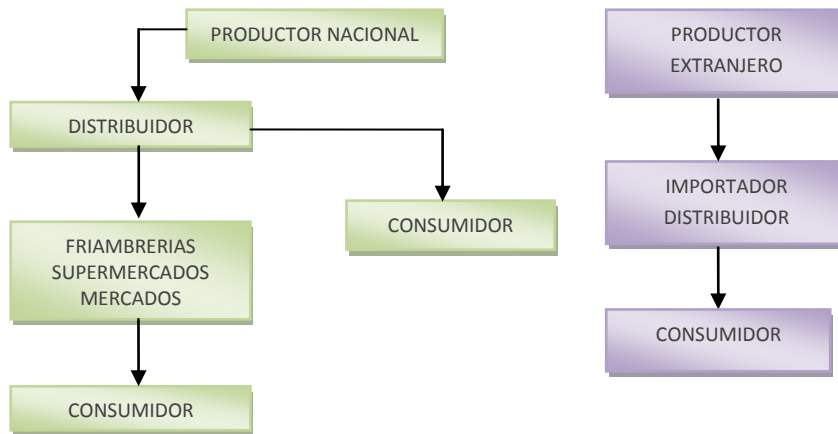 PRODUCTOR NACIONAL
DISTRIBUIDOR
CONSUMIDOR
FRIAMBRERIAS
SUPERMERCADOS
MERCADOS
CONSUMIDOR
PRODUCTOR
EXTRANJERO
IMPORTADOR
DISTRIBUIDOR
CONSUMIDOR